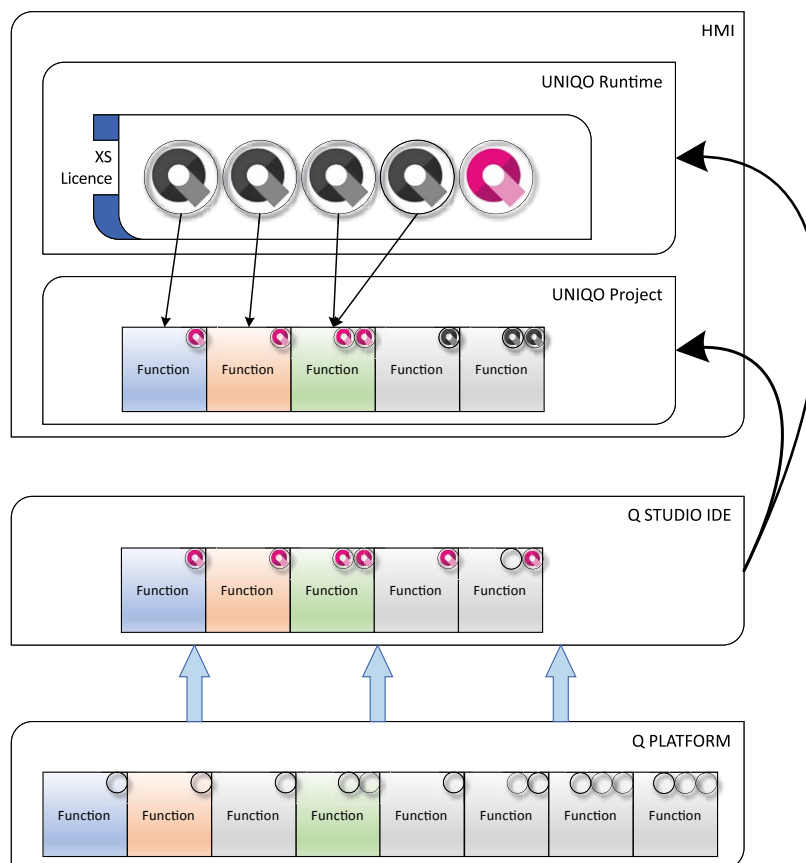 HMI
UNIQO Runtime
XS
Licence
UNIQO Project
Function Function Function Function Function
Q STUDIO IDE
Function Function Function Function Function
Q PLATFORM
Function Function Function Function Function Function Function Function